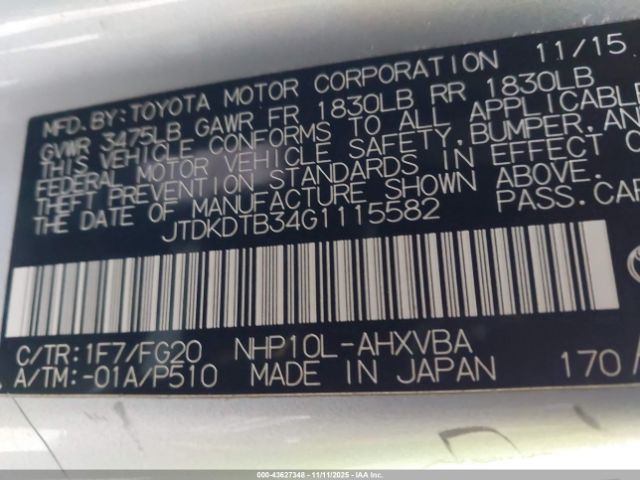 MFD.BY:TOYOTA MOTOR CORPORATION 11/15
GVWR 3475LB GAWR FR 1830LB RR 1830LB
THIS VEHICLE CONFORMS TO ALL APPLICABLE
FEDERAL MOTOR VEHICLE SAFETY,BUMPER,AN
THEFT PREVENTION STANDARDS IN EFFECT O
THE DATE OF MANUFACTURE SHOWN ABOVE.
JTDKDTB34G1115582 PASS.CAR
C/TR:1F7/FG20 NHP10L-AHXVBA
A/TM:-01A/P510 MADE IN JAPAN 170/
000-43627348 - 11/11/2025 - IAA Inc.